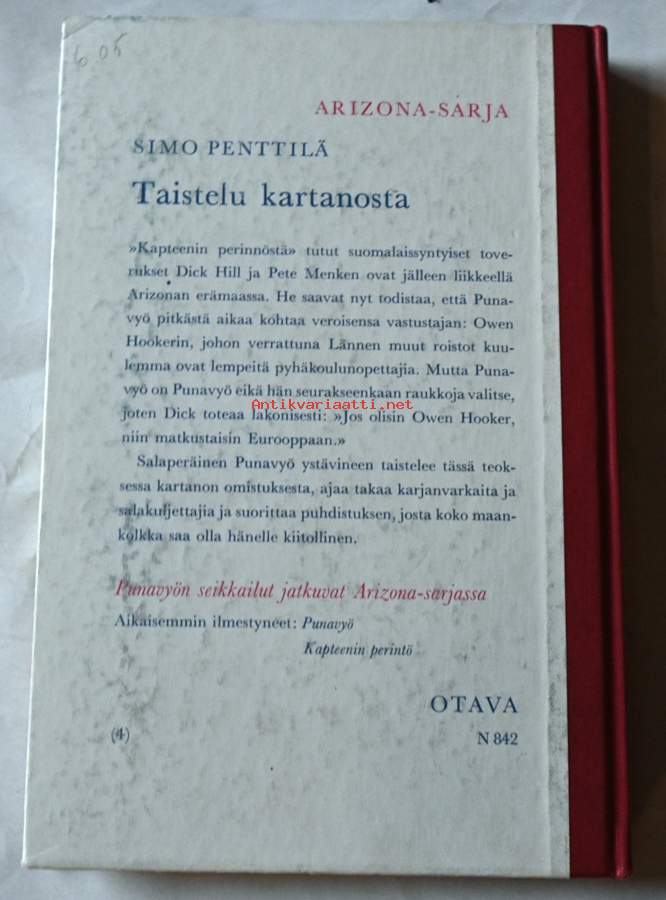 605
ARIZONA-SARJA
SIMO PENTTILÄ
Taistelu kartanosta
»Kapteenin perinnöstä» tutut suomalaissyntyiset tove-
rukset Dick Hill ja Pete Menken ovat jälleen liikkeellä
Arizonan erämaassa. He saavat nyt todistaa, että Puna-
vyö pitkästä aikaa kohtaa veroisensa vastustajan: Owen
Hookerin, johon verrattuna Lännen muut roistot kuu-
lemma ovat lempeitä pyhäkoulunopettajia. Mutta Puna-
vyö on Punavyö eikä hän seurakseenkaan raukkoja valitse,
Antikvariaatti.net
joten Dick toteaa lakonisesti: »Jos olisin Owen Hooker,
niin matkustaisin Eurooppaan.»
Salaperäinen Punavyö ystävineen taistelee tässä teok-
sessa kartanon omistuksesta, ajaa takaa karjanvarkaita ja
salakuljettajia ja suorittaa puhdistuksen, josta koko maan-
kolkka saa olla hänelle kiitollinen.
Punavyön seikkailut jatkuvat Arizona-sarjassa
Aikaisemmin ilmestyneet: Punavyö
Kapteenin perintö
OTAVA
(4)
N 842